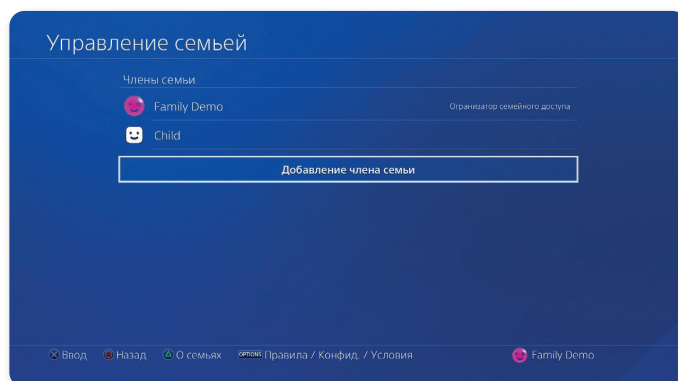 Управление семьей
Члены семьи
Family Demo Огранизатор семейного доступа
Child
Добавление члена семьи
Ввод Назад О семьях OPTIONS Правила / Конфид. / Условия Family Demo